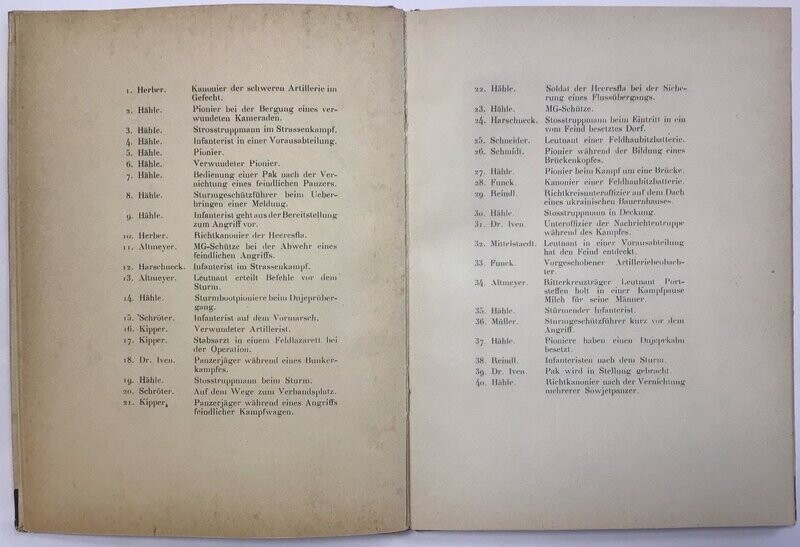 1. Herber. Kanonier der schweren Artillerie im
Gefecht.
2. Hähle. Pionier bei der Bergung eines ver-
wundeten Kameraden.
3. Hähle. Strosstruppmann im Strassenkampf.
4. Hähle. Infanterist in einer Vorausabteilung.
5. Hähle. Pionier.
6. Hähle. Verwundeter Pionier.
7. Hähle. Bedienung einer Pak nach der Ver-
nichtung eines feindlichen Panzers.
8. Hähle. Sturmgeschützführer beim Ueber-
bringen einer Meldung.
9. Hähle. Infanterist geht aus der Bereitstellung
zum Angriff vor.
10. Herber. Richtkanonier der Heeresfla.
11. Altmeyer. MG-Schütze bei der Abwehr eines
feindlichen Angriffs.
12. Harschneck. Infanterist im Strassenkampf.
13. Altmeyer. Leutnant erteilt Befehle vor dem
Sturm.
14. Hähle. Sturmbootpioniere beim Dnjeprüber-
gang.
15. Schröter. Infanterist auf dem Vormarsch.
16. Kipper. Verwundeter Artillerist.
17. Kipper. Stabsarzt in einem Feldlazarett bei
der Operation.
18. Dr. Iven. Panzerjäger während eines Bunker-
kampfes.
19. Hähle. Stosstruppmann beim Sturm.
20. Schröter. Auf dem Wege zum Verbandsplatz.
21. Kipper. Panzerjäger während eines Angriffs
feindlicher Kampfwagen.
22. Hähle. Soldat der Heeresfla bei der Siche-
rung eines Flussübergangs.
23. Hähle. MG-Schütze.
24. Harschneck. Stosstruppmann beim Eintritt in ein
vom Feind besetztes Dorf.
25. Schneider. Leutnant einer Feldhaubitzbatterie.
26. Schmidt. Pionier während der Bildung eines
Brückenkopfes.
27. Hähle. Pionier beim Kampf um eine Brücke.
28. Funck. Kanonier einer Feldhaubitzbatterie.
29. Reindl. Richtkreisunteroffizier auf dem Dach
eines ukrainischen Bauernhauses.
30. Hähle. Stosstruppmann in Deckung.
31. Dr. Iven. Unteroffizier der Nachrichtentruppe
während des Kampfes.
32. Mittelstaedt. Leutnant in einer Vorausabteilung
hat den Feind entdeckt.
33. Funck. Vorgeschobener Artilleriebeobach-
ter.
34. Altmeyer. Ritterkreuzträger Leutnant Port-
steffen holt in einer Kampfpause
Milch für seine Männer
35. Hähle. Stürmender Infanterist.
36. Müller. Sturmgeschützführer kurz vor dem
Angriff.
37. Hähle. Pioniere haben einen Dnjeprkahn
besetzt.
38. Reindl. Infanteristen nach dem Sturm.
39. Dr. Iven. Pak wird in Stellung gebracht.
40. Hähle. Richtkanonier nach der Vernichtung
mehrerer Sowjetpanzer.